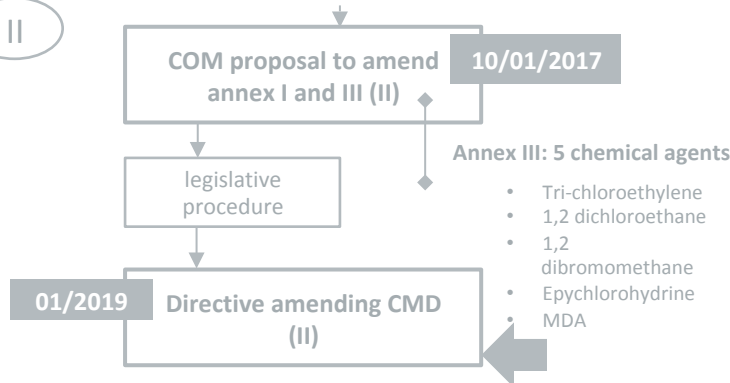 II
COM proposal to amend
annex I and III (II)
10/01/2017
Annex III: 5 chemical agents
legislative
procedure
• Tri-chloroethylene
• 1,2 dichloroethane
• 1,2
dibromomethane
• Epychlorohydrine
• MDA
01/2019
Directive amending CMD
(II)